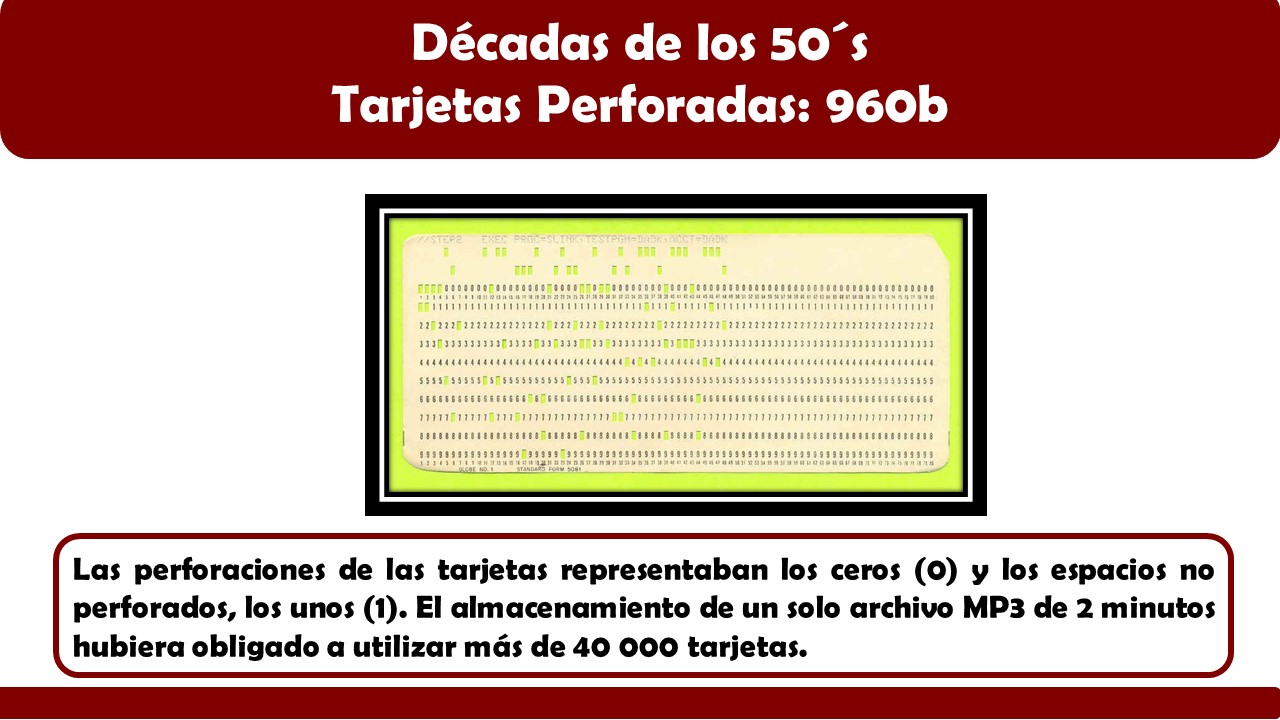 Décadas de los 50´s
Tarjetas Perforadas: 960b
//STEP2 EXEC PROC=SLINK,TESTPGM=DADK,ACCT=DADK
GLOBE NO. 1 STANDARD FORM 5081
Las perforaciones de las tarjetas representaban los ceros (0) y los espacios no
perforados, los unos (1). El almacenamiento de un solo archivo MP3 de 2 minutos
hubiera obligado a utilizar más de 40 000 tarjetas.